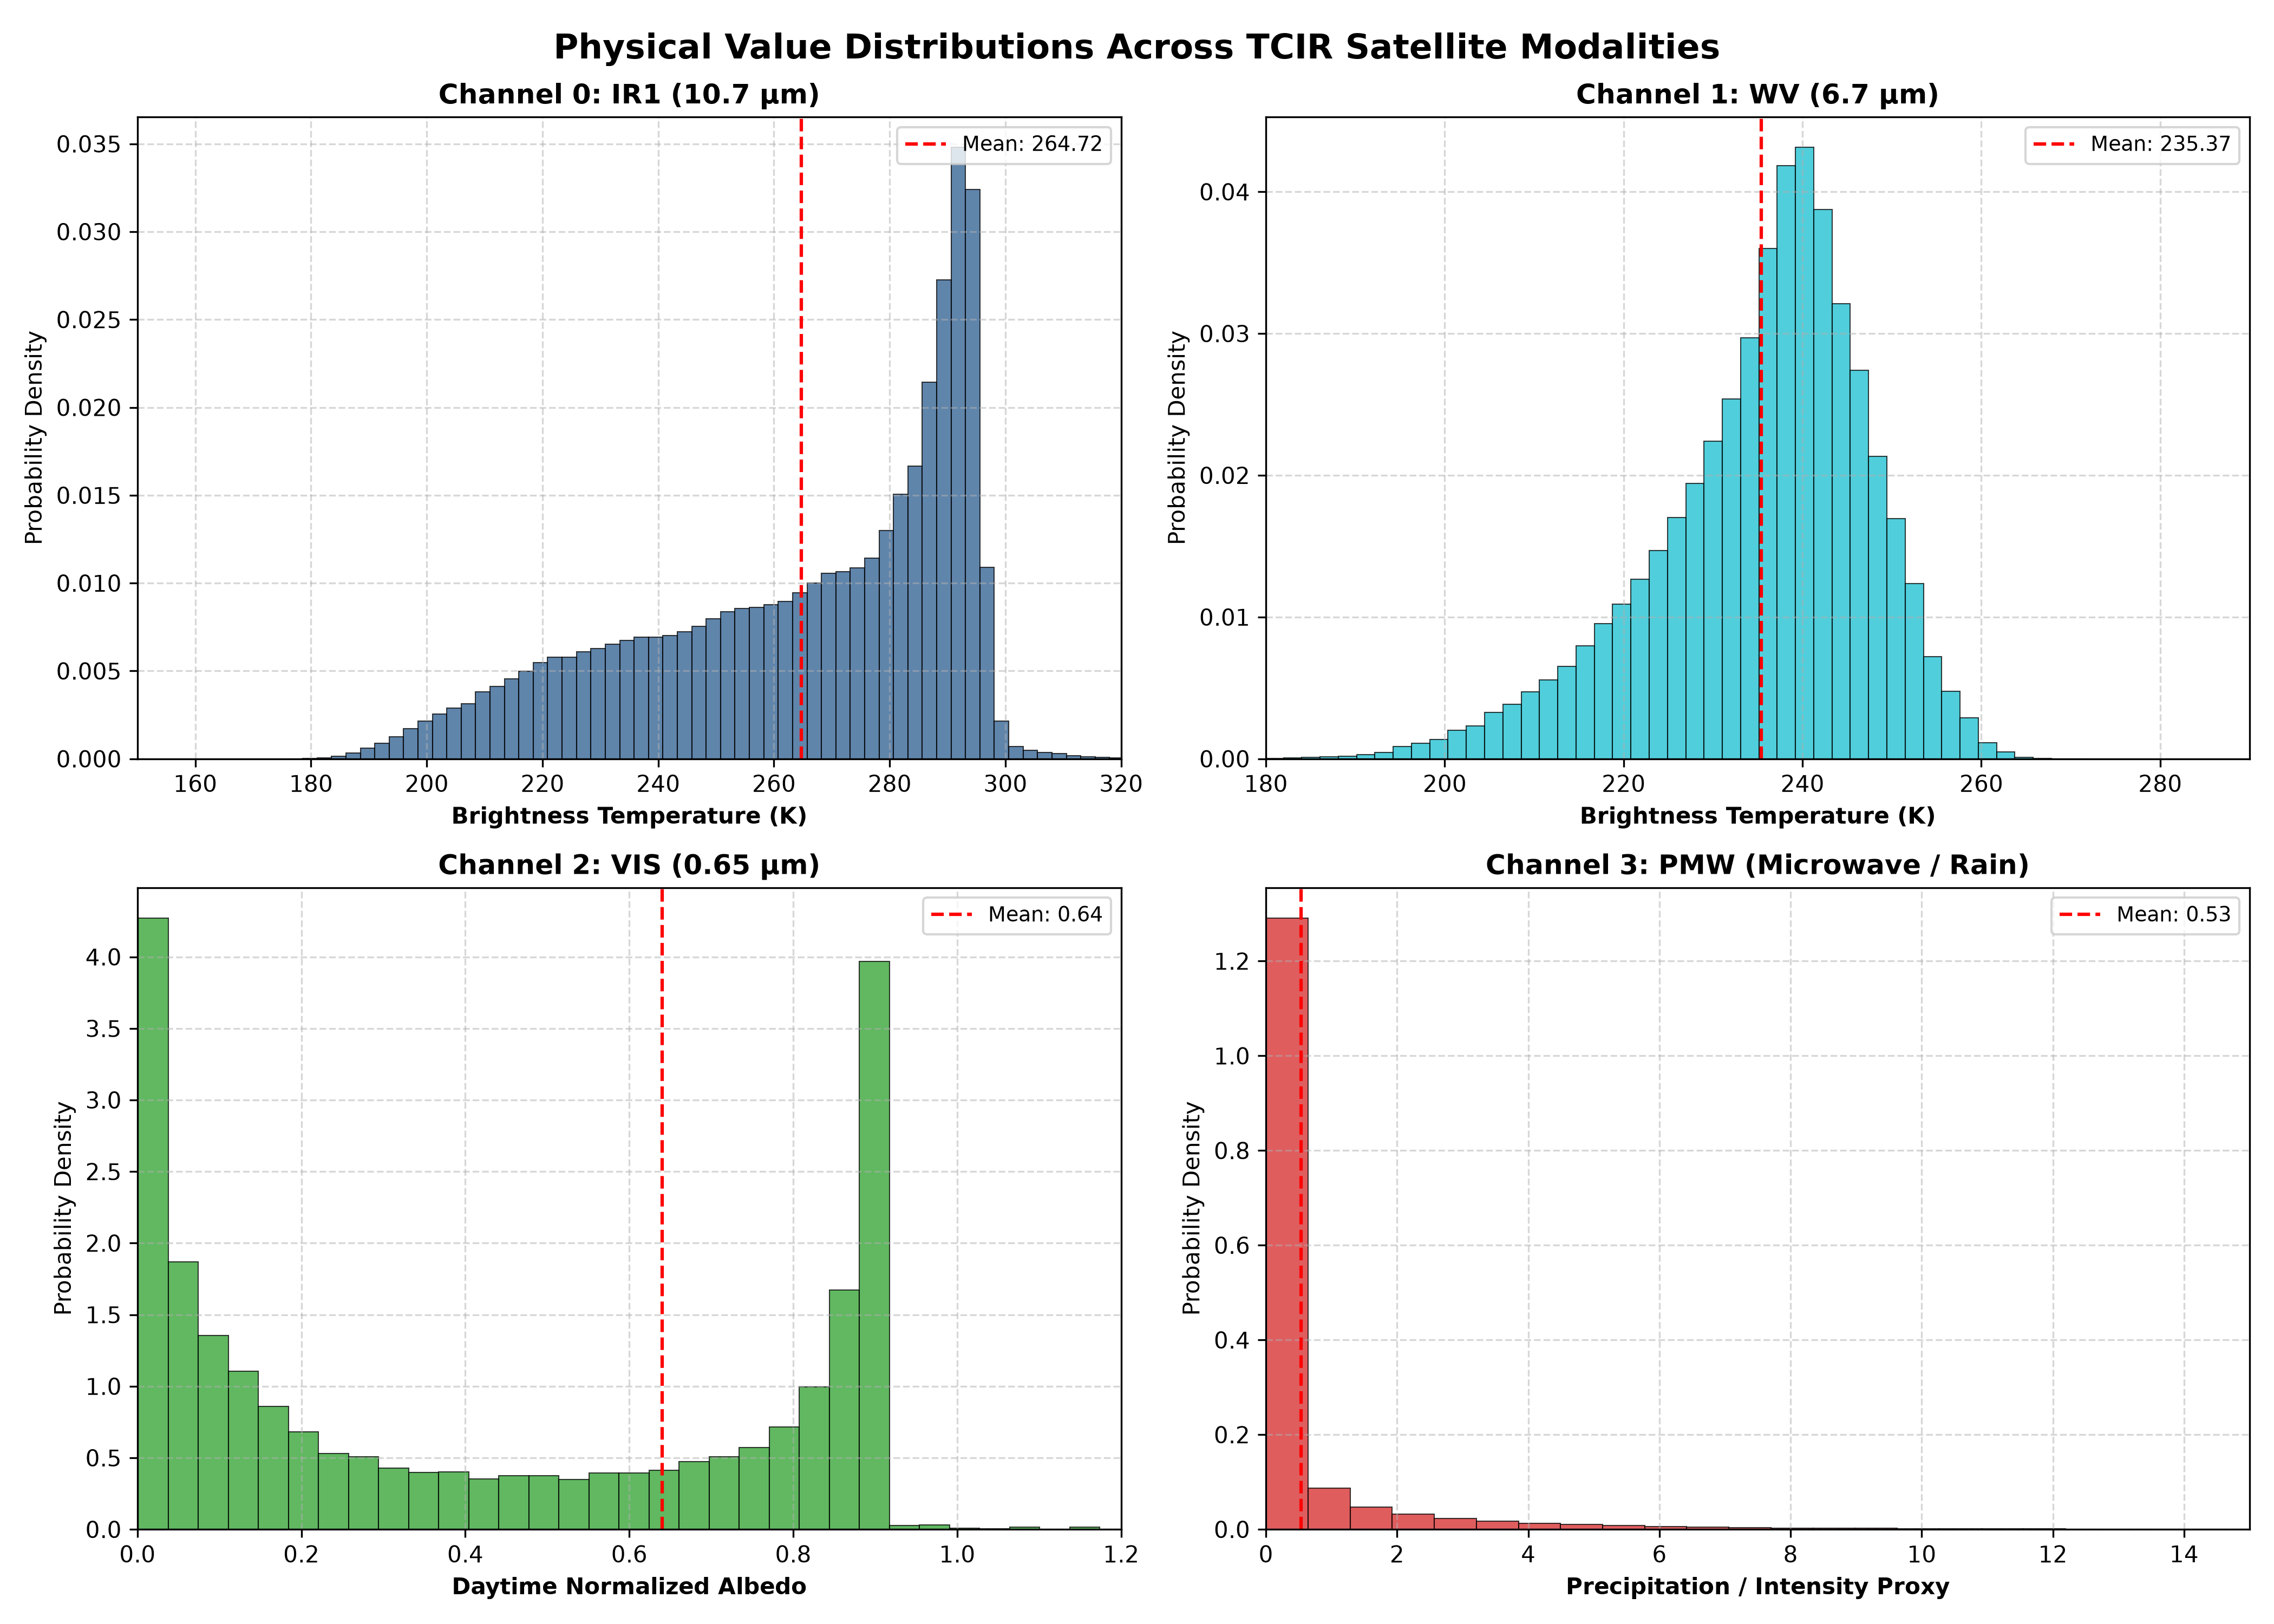 Physical Value Distributions Across TCIR Satellite Modalities
Channel 0: IR1 (10.7 μm)
Mean: 264.72
Probability Density
0.035
0.030
0.025
0.020
0.015
0.010
0.005
0.000
160 180 200 220 240 260 280 300 320
Brightness Temperature (K)
Channel 1: WV (6.7 μm)
Mean: 235.37
Probability Density
0.04
0.03
0.02
0.01
0.00
180 200 220 240 260 280
Brightness Temperature (K)
Channel 2: VIS (0.65 μm)
Mean: 0.64
Probability Density
4.0
3.5
3.0
2.5
2.0
1.5
1.0
0.5
0.0
0.0 0.2 0.4 0.6 0.8 1.0 1.2
Daytime Normalized Albedo
Channel 3: PMW (Microwave / Rain)
Mean: 0.53
Probability Density
1.2
1.0
0.8
0.6
0.4
0.2
0.0
0 2 4 6 8 10 12 14
Precipitation / Intensity Proxy